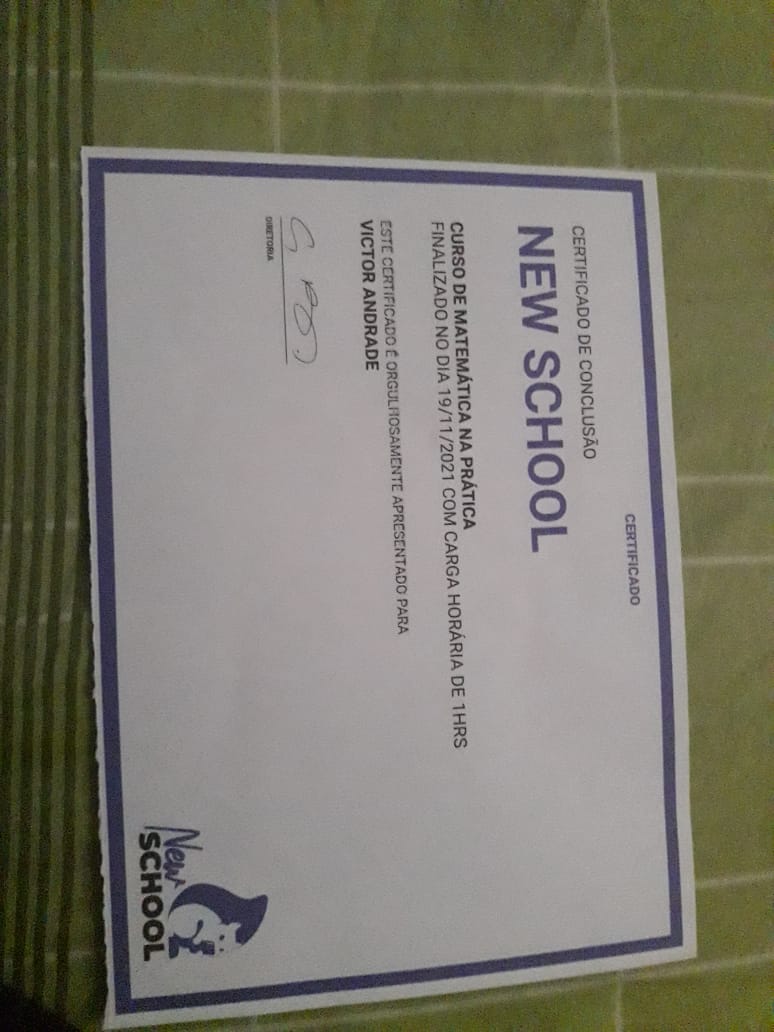 CERTIFICADO
CERTIFICADO DE CONCLUSÃO
NEW SCHOOL
CURSO DE MATEMÁTICA NA PRÁTICA
FINALIZADO NO DIA 19/11/2021 COM CARGA HORÁRIA DE 1HRS
ESTE CERTIFICADO É ORGULHOSAMENTE APRESENTADO PARA
VICTOR ANDRADE
DIRETORIA
New
SCHOOL